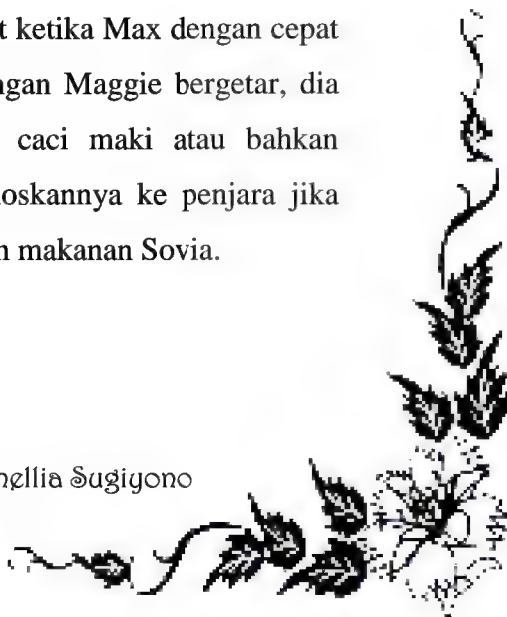 t ketika Max dengan cepat
ngan Maggie bergetar, dia
caci maki atau bahkan
oskannya ke penjara jika
n makanan Sovia.
nellia Sugiyono